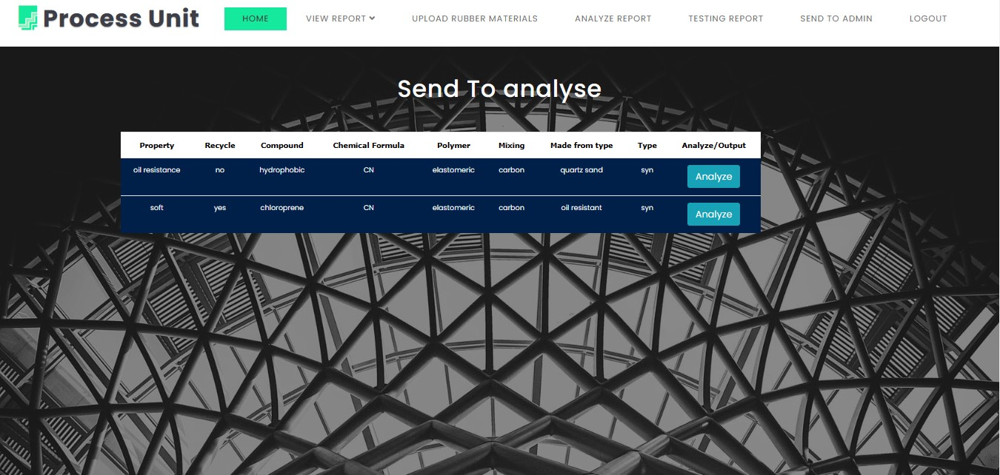 Process Unit HOME VIEW REPORT UPLOAD RUBBER MATERIALS ANALYZE REPORT TESTING REPORT SEND TO ADMIN LOGOUT
Send To analyse
Property Recycle Compound Chemical Formula Polymer Mixing Made from type Type Analyze/Output
oil resistance no hydrophobic CN elastomeric carbon quartz sand syn Analyze
soft yes chloroprene CN elastomeric carbon oil resistant syn Analyze